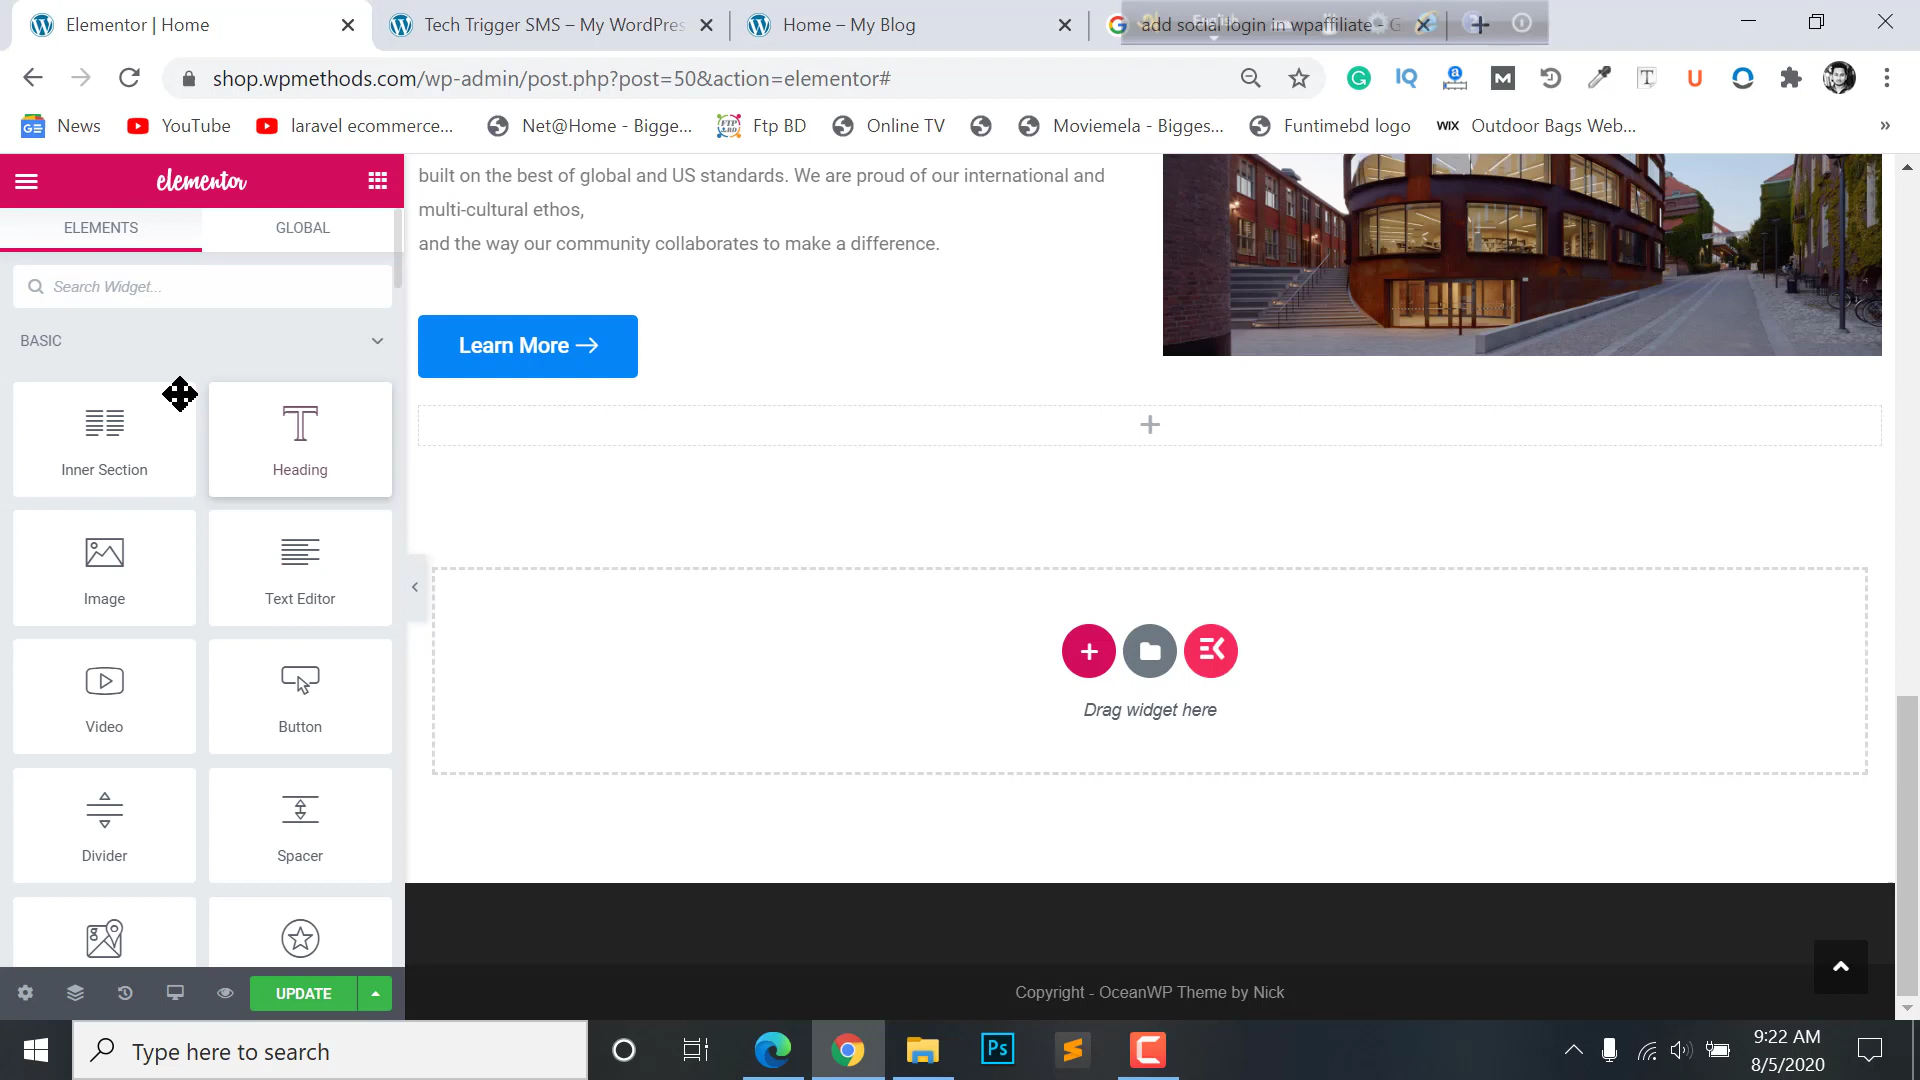 Elementor | Home
Tech Trigger SMS – My WordPres
Home – My Blog
add social login in wpaffiliate - G
shop.wpmethods.com/wp-admin/post.php?post=50&action=elementor#
News
YouTube
laravel ecommerce...
Net@Home - Bigge...
Ftp BD
Online TV
Moviemela - Bigges...
Funtimebd logo
WIX
Outdoor Bags Web...
elementor
ELEMENTS
GLOBAL
Search Widget...
BASIC
Inner Section
Heading
Image
Text Editor
Video
Button
Divider
Spacer
UPDATE
built on the best of global and US standards. We are proud of our international and
multi-cultural ethos,
and the way our community collaborates to make a difference.
Learn More →
Drag widget here
Copyright - OceanWP Theme by Nick
Type here to search
Ps
9:22 AM
8/5/2020